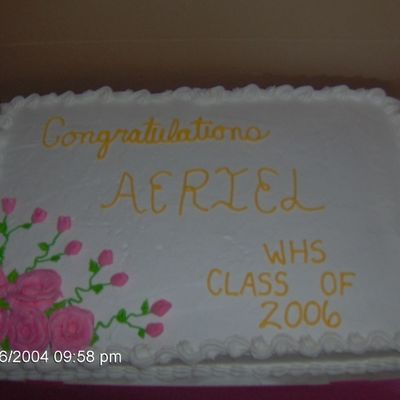 Congratulations
AERIEL
WHS
CLASS OF
2006
6/2004 09:58 pm